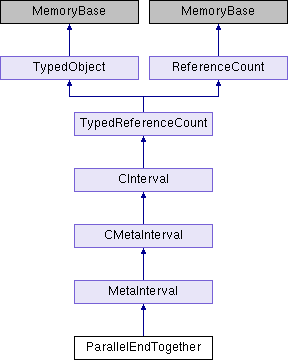 MemoryBase
MemoryBase
TypedObject
ReferenceCount
TypedReferenceCount
CInterval
CMetaInterval
MetaInterval
ParallelEndTogether